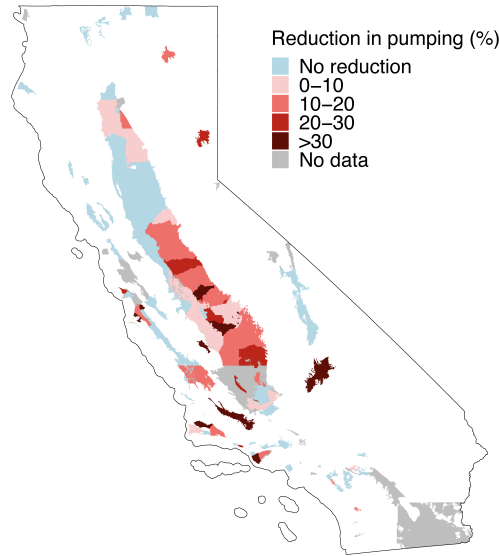 Reduction in pumping (%)
No reduction
0−10
10−20
20−30
>30
No data